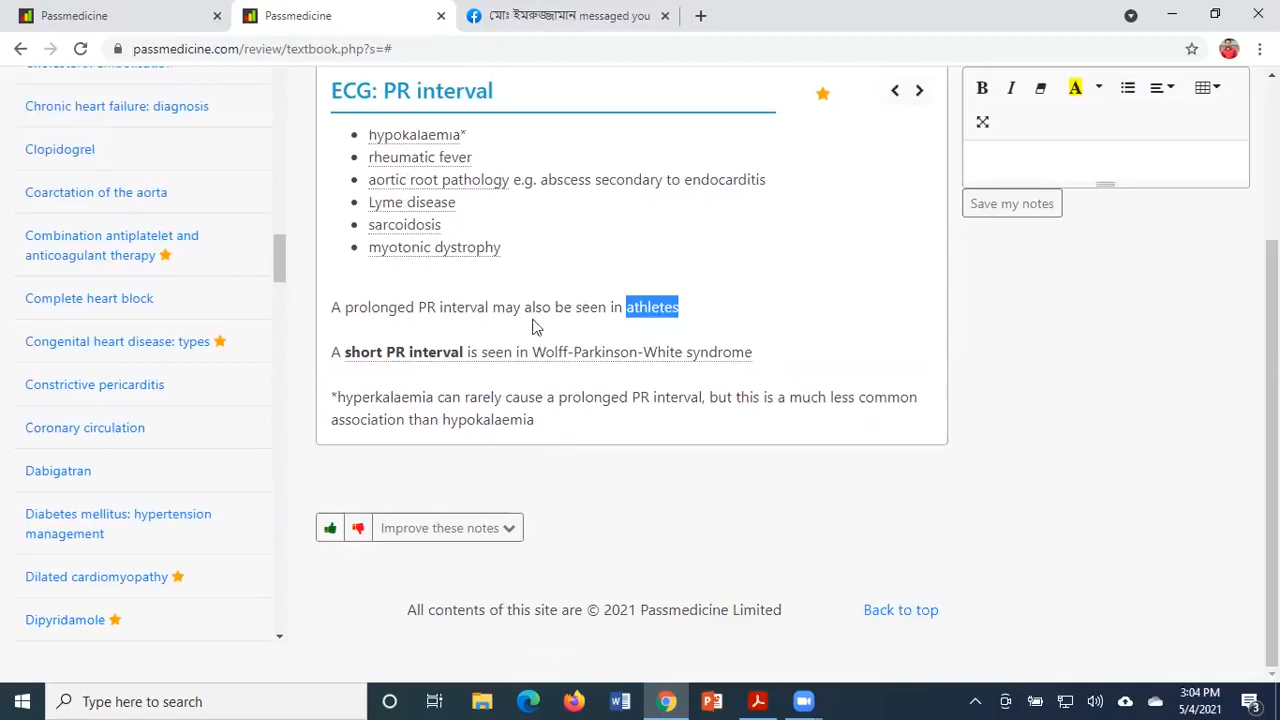 Passmedicine
Passmedicine
মোঃ ইমরুজ্জামান messaged you
passmedicine.com/review/textbook.php?s=#
Chronic heart failure: diagnosis
Clopidogrel
Coarctation of the aorta
Combination antiplatelet and
anticoagulant therapy
Complete heart block
Congenital heart disease: types
Constrictive pericarditis
Coronary circulation
Dabigatran
Diabetes mellitus: hypertension
management
Dilated cardiomyopathy
Dipyridamole
ECG: PR interval
hypokalaemia*
rheumatic fever
aortic root pathology e.g. abscess secondary to endocarditis
Lyme disease
sarcoidosis
myotonic dystrophy
A prolonged PR interval may also be seen in athletes
A short PR interval is seen in Wolff-Parkinson-White syndrome
*hyperkalaemia can rarely cause a prolonged PR interval, but this is a much less common
association than hypokalaemia
Improve these notes
All contents of this site are © 2021 Passmedicine Limited
Back to top
B I A
Save my notes
Type here to search
3:04 PM
5/4/2021
3